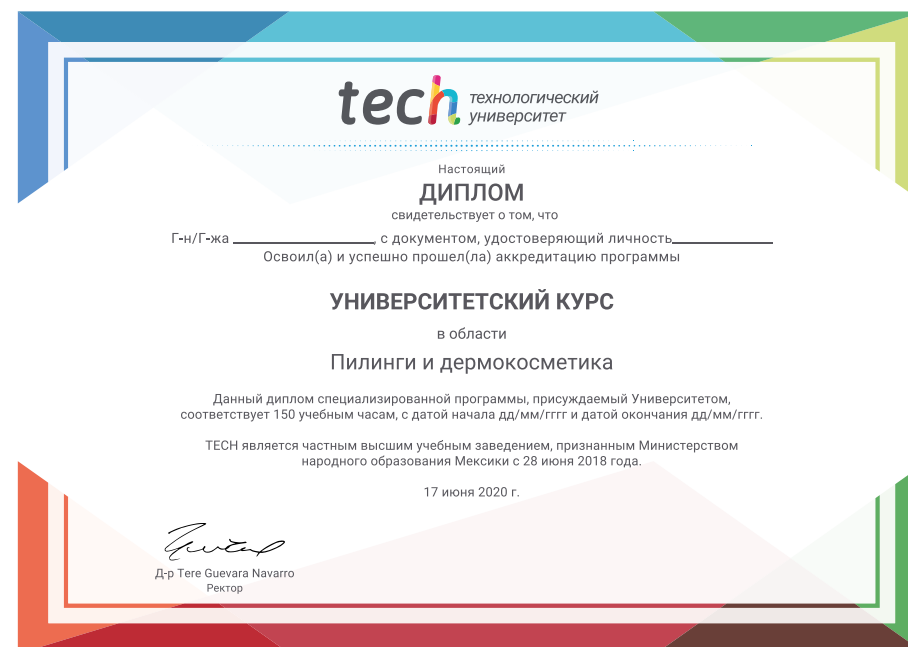 tech технологический
университет
Настоящий
ДИПЛОМ
свидетельствует о том, что
Г-н/Г-жа ____________, с документом, удостоверяющий личность____________
Освоил(а) и успешно прошел(ла) аккредитацию программы
УНИВЕРСИТЕТСКИЙ КУРС
в области
Пилинги и дермокосметика
Данный диплом специализированной программы, присуждаемый Университетом,
соответствует 150 учебным часам, с датой начала дд/мм/гггг и датой окончания дд/мм/гггг.
TECH является частным высшим учебным заведением, признанным Министерством
народного образования Мексики с 28 июня 2018 года.
17 июня 2020 г.
Д-р Tere Guevara Navarro
Ректор